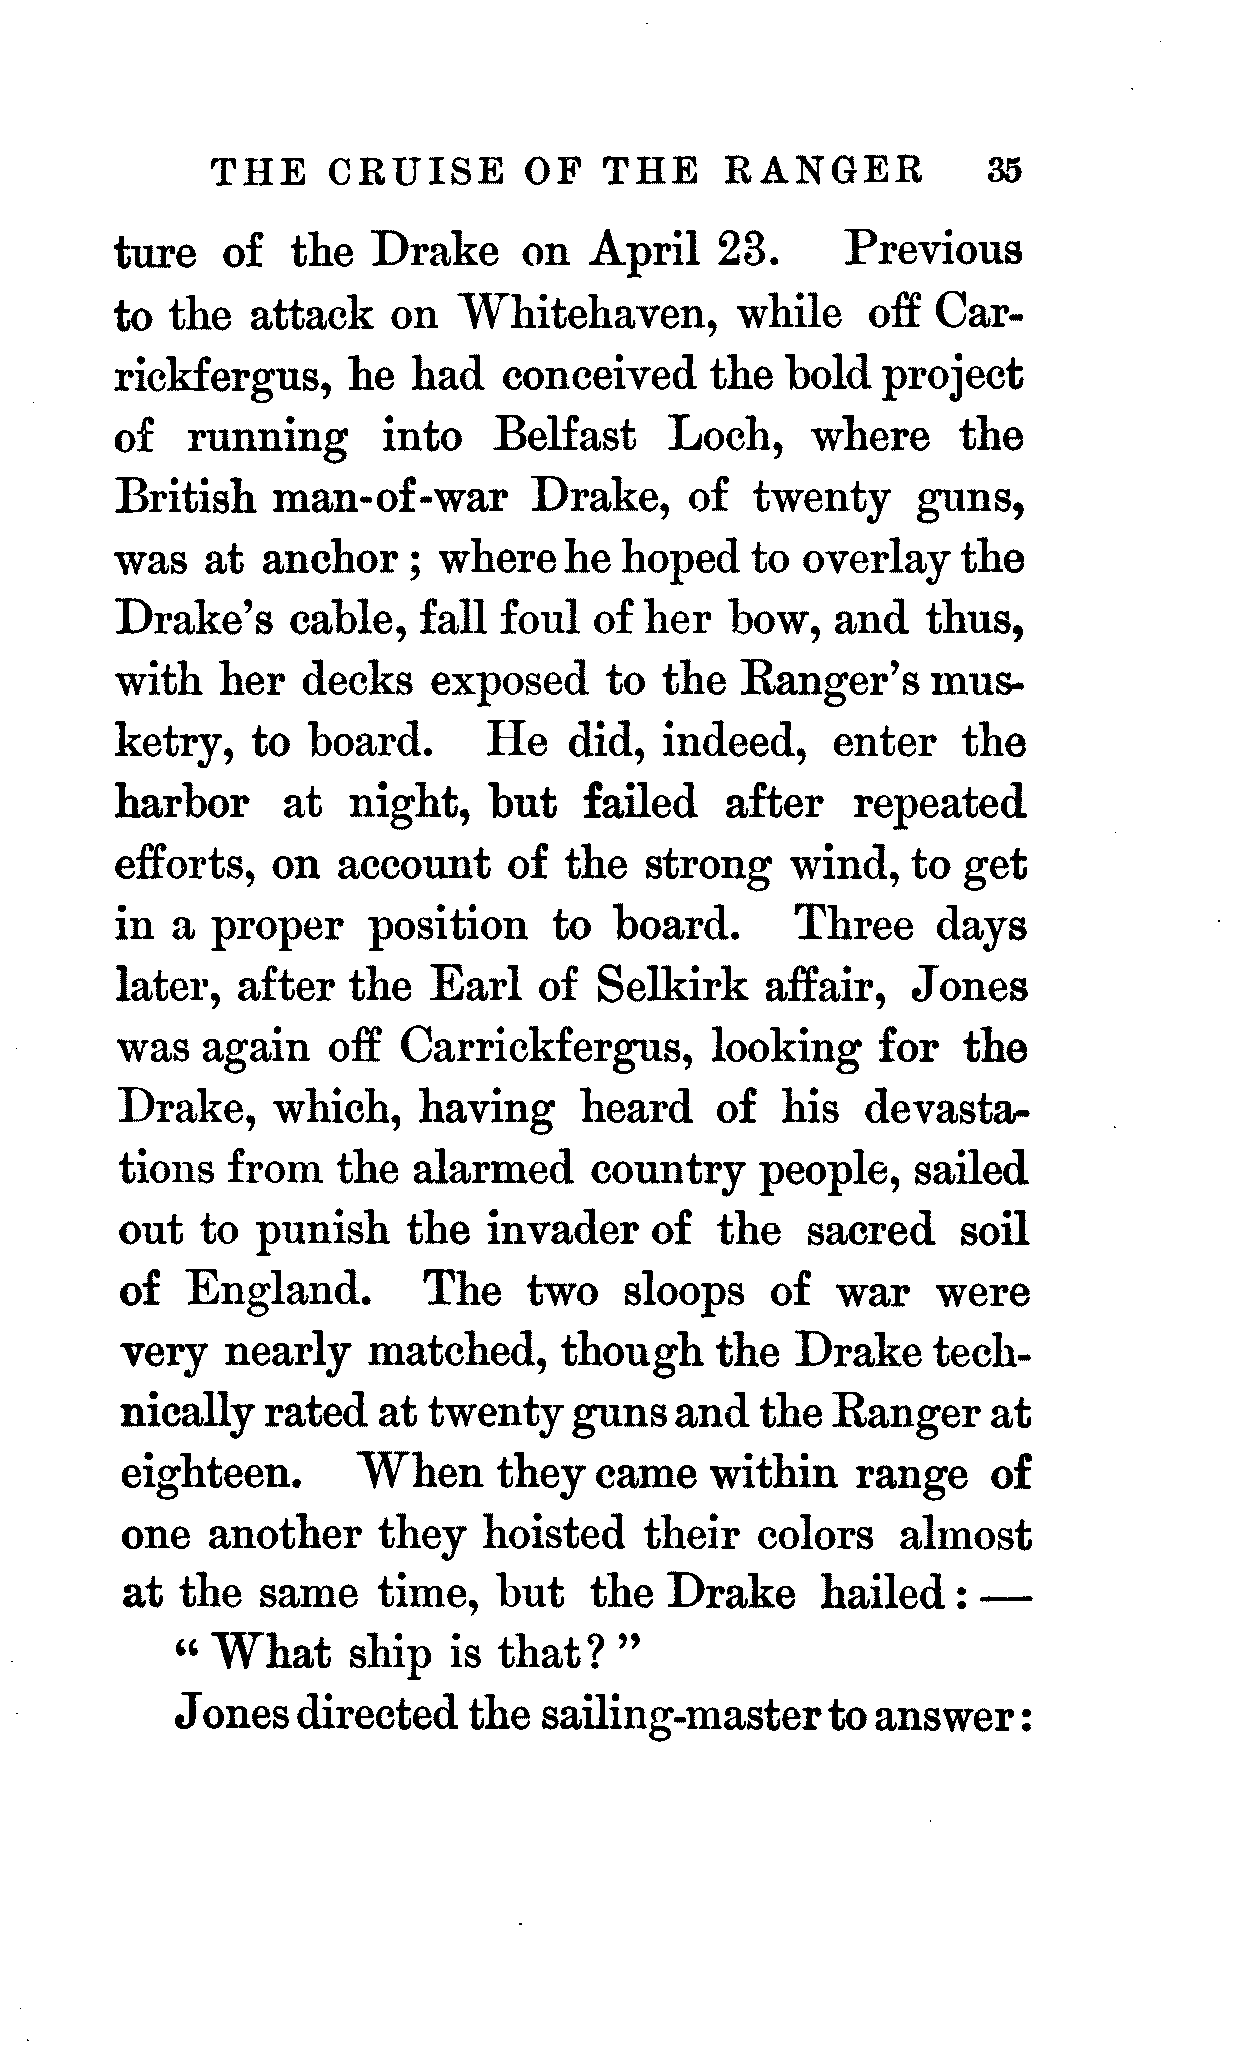 THE CRUISE OF THE RANGER 35
ture of the Drake on April 23. Previous
to the attack on Whitehaven, while off Car-
rickfergus, he had conceived the bold project
of running into Belfast Loch, where the
British man-of-war Drake, of twenty guns,
was at anchor; where he hoped to overlay the
Drake's cable, fall foul of her bow, and thus,
with her decks exposed to the Ranger's mus-
ketry, to board. He did, indeed, enter the
harbor at night, but failed after repeated
efforts, on account of the strong wind, to get
in a proper position to board. Three days
later, after the Earl of Selkirk affair, Jones
was again off Carrickfergus, looking for the
Drake, which, having heard of his devasta-
tions from the alarmed country people, sailed
out to punish the invader of the sacred soil
of England. The two sloops of war were
very nearly matched, though the Drake tech-
nically rated at twenty guns and the Ranger at
eighteen. When they came within range of
one another they hoisted their colors almost
at the same time, but the Drake hailed: —
"What ship is that?"
Jones directed the sailing-master to answer: